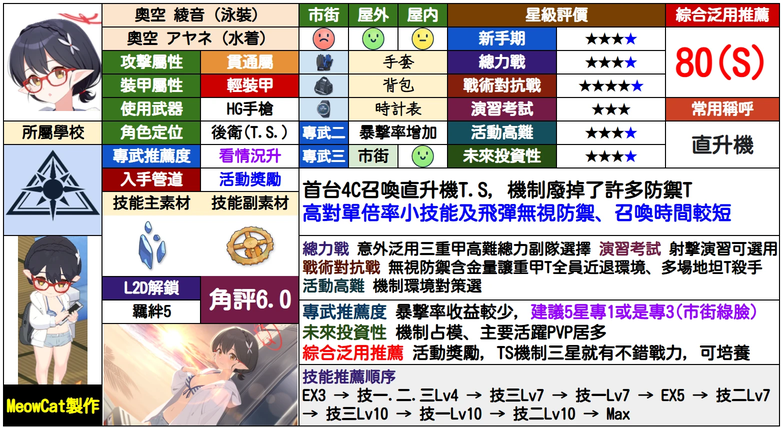 奧空 綾音（泳裝）
奧空 アヤネ（水着）
市街 屋外 屋内
星級評價
綜合泛用推薦
新手期 ★★★★
80(S)
攻擊屬性 貫通屬
手套
總力戰 ★★★★
裝甲屬性 輕裝甲
背包
戰術對抗戰 ★★★★★
使用武器 HG手槍
時計表
演習考試 ★★★
常用稱呼
所屬學校
角色定位 後衛(T.S.)
專武二 暴擊率增加
活動高難 ★★★★
直升機
專武推薦度 看情況升
專武三 市街
未來投資性 ★★★★
入手管道 活動獎勵
技能主素材 技能副素材
首台4C召喚直升機T.S，機制廢掉了許多防禦T
高對單倍率小技能及飛彈無視防禦、召喚時間較短
總力戰 意外泛用三重甲高難總力副隊選擇 演習考試 射擊演習可選用
戰術對抗戰 無視防禦含金量讓重甲T全員近退環境、多場地坦T殺手
活動高難 機制環境對策選
L2D解鎖
羈絆5
角評6.0
專武推薦度 暴擊率收益較少，建議5星專1或是專3(市街綠臉)
未來投資性 機制占模、主要活躍PVP居多
綜合泛用推薦 活動獎勵，TS機制三星就有不錯戰力，可培養
技能推薦順序
EX3 → 技一.二.三Lv4 → 技三Lv7 → 技一Lv7 → EX5 → 技二Lv7
→ 技三Lv10 → 技一Lv10 → 技二Lv10 → Max
MeowCat製作